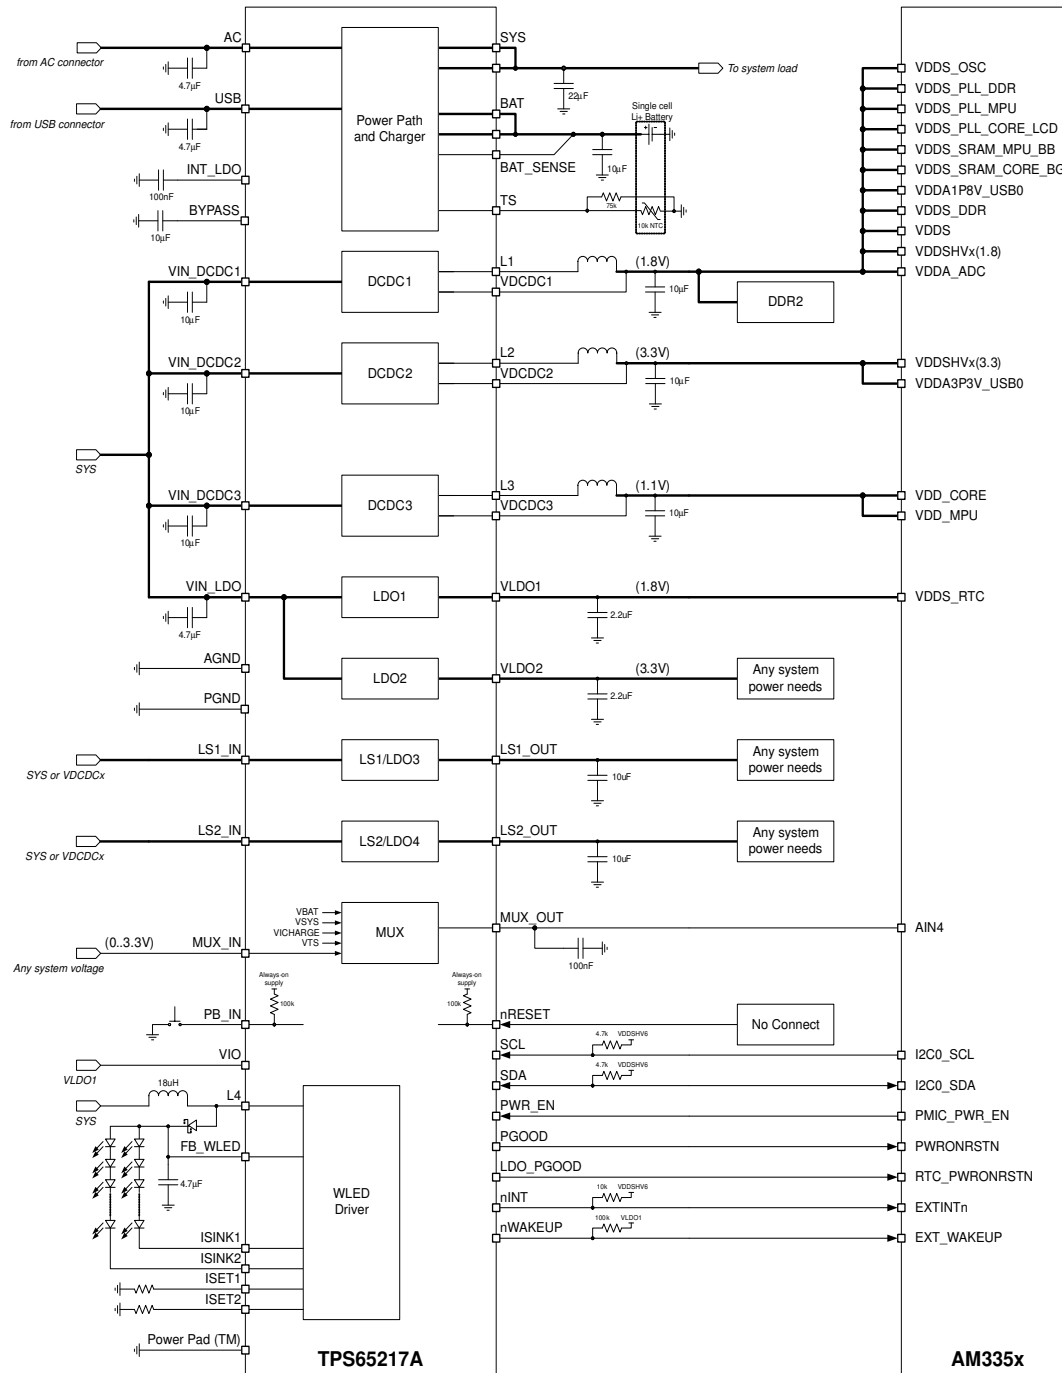 AC
SYS
from AC connector
4.7µF
To system load
22µF
USB
BAT
Single cell
Li+ Battery
from USB connector
4.7µF
Power Path
and Charger
BAT_SENSE
10µF
INT_LDO
100nF
TS
75k
10k NTC
BYPASS
10µF
VDDS_OSC
VDDS_PLL_DDR
VDDS_PLL_MPU
VDDS_PLL_CORE_LCD
VDDS_SRAM_MPU_BB
VDDS_SRAM_CORE_BG
VDDA1P8V_USB0
VDDS_DDR
VDDS
VDDSHVx(1.8)
VDDA_ADC
VIN_DCDC1
10µF
DCDC1
L1
VDCDC1
(1.8V)
10µF
DDR2
VIN_DCDC2
10µF
DCDC2
L2
VDCDC2
(3.3V)
10µF
VDDSHVx(3.3)
VDDA3P3V_USB0
SYS
VIN_DCDC3
10µF
DCDC3
L3
VDCDC3
(1.1V)
10µF
VDD_CORE
VDD_MPU
VIN_LDO
4.7µF
LDO1
VLDO1
(1.8V)
2.2uF
VDDS_RTC
AGND
LDO2
VLDO2
(3.3V)
2.2uF
Any system
power needs
PGND
LS1_IN
SYS or VDCDCx
LS1/LDO3
LS1_OUT
10uF
Any system
power needs
LS2_IN
SYS or VDCDCx
LS2/LDO4
LS2_OUT
10uF
Any system
power needs
VBAT
VSYS
VICHARGE
VTS
MUX
MUX_OUT
100nF
AIN4
(0..3.3V)
MUX_IN
Any system voltage
Always-on
supply
100k
Always-on
supply
100k
PB_IN
nRESET
No Connect
VIO
VLDO1
SCL
4.7k
VDDSHV6
I2C0_SCL
SDA
4.7k
VDDSHV6
I2C0_SDA
18uH
L4
SYS
PWR_EN
PMIC_PWR_EN
FB_WLED
4.7µF
PGOOD
PWRONRSTN
LDO_PGOOD
RTC_PWRONRSTN
WLED
Driver
nINT
10k
VDDSHV6
EXTINTn
nWAKEUP
100k
VLDO1
EXT_WAKEUP
ISINK1
ISINK2
ISET1
ISET2
Power Pad (TM)
TPS65217A
AM335x